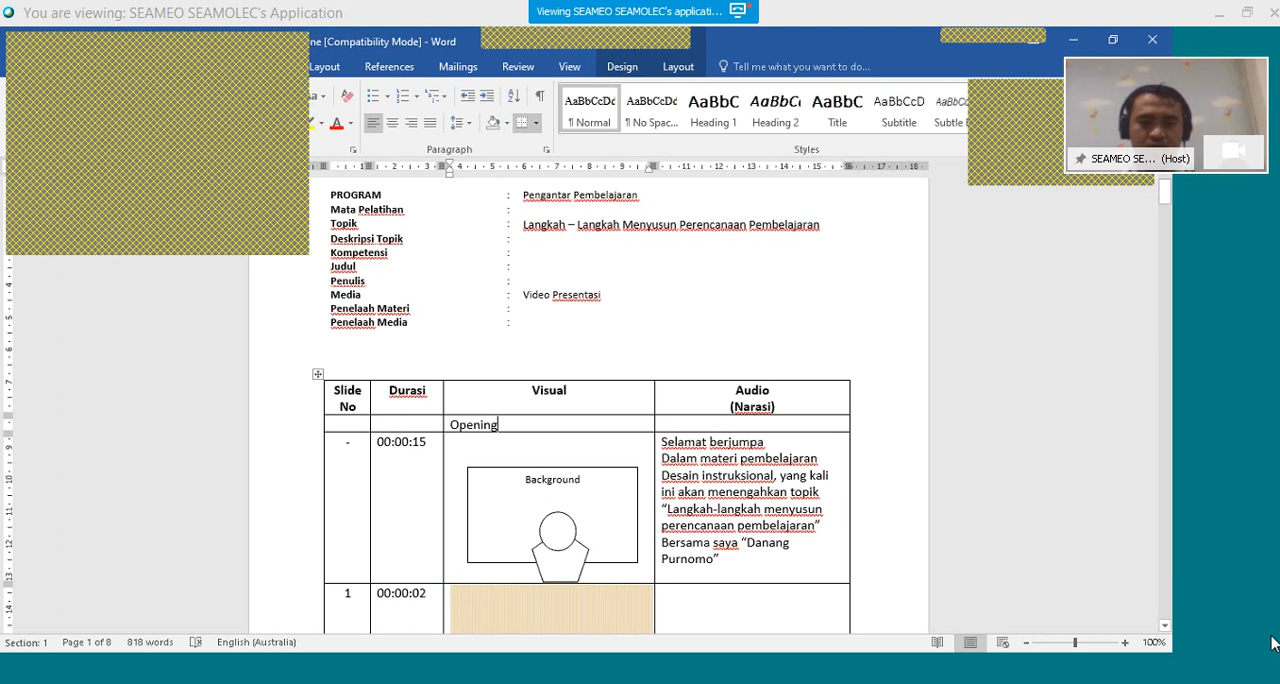 You are viewing: SEAMEO SEAMOLEC's Application
Viewing SEAMEO SEAMOLEC's applicati...
ne [Compatibility Mode] - Word
Layout References Mailings Review View Design Layout Tell me what you want to do...
AaBbCcDc AaBbCcDc AaBbC AaBbC AaBbC AaBbCcD AaBbC
¶ Normal ¶ No Spac... Heading 1 Heading 2 Title Subtitle Subtle
Paragraph Styles
SEAMEO SE... (Host)
PROGRAM : Pengantar Pembelajaran
Mata Pelatihan :
Topik : Langkah – Langkah Menyusun Perencanaan Pembelajaran
Deskripsi Topik :
Kompetensi :
Judul :
Penulis :
Media : Video Presentasi
Penelaah Materi :
Penelaah Media :
Slide No Durasi Visual Audio (Narasi)
Opening
- 00:00:15
Background
Selamat berjumpa
Dalam materi pembelajaran
Desain instruksional, yang kali
ini akan menengahkan topik
“Langkah-langkah menyusun
perencanaan pembelajaran”
Bersama saya “Danang
Purnomo”
1 00:00:02
Section: 1 Page 1 of 8 818 words English (Australia) 100%